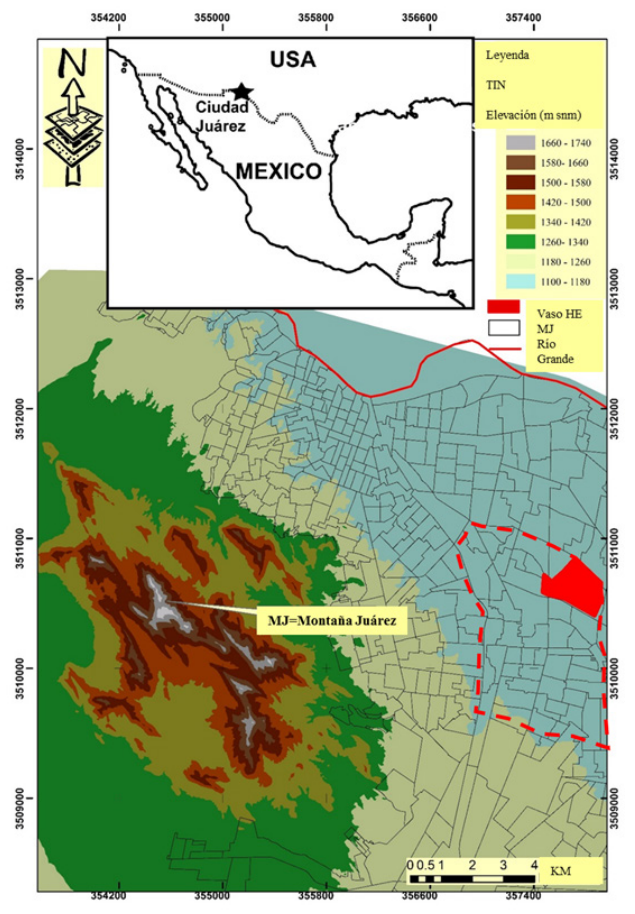 354200 355000 355800 356600 357400
N
USA
Ciudad
Juárez
MEXICO
Leyenda
TIN
Elevación (m snm)
1660 - 1740
1580- 1660
1500 - 1580
1420 - 1500
1340 - 1420
1260 - 1340
1180 - 1260
1100 - 1180
Vaso HE
MJ
Río
Grande
3514000 3514000
3513000 3513000
3512000 3512000
3511000 3511000
MJ=Montaña Juárez
3510000 3510000
3509000 3509000
0 0.5 1 2 3 4
KM
354200 355000 355800 356600 357400